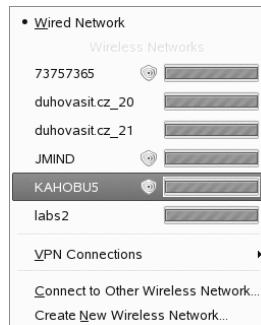 Wired Network
Wireless Networks
73757365
duhovasit.cz_20
duhovasit.cz_21
JMIND
KAHOBU5
labs2
VPN Connections
Connect to Other Wireless Network...
Create New Wireless Network...